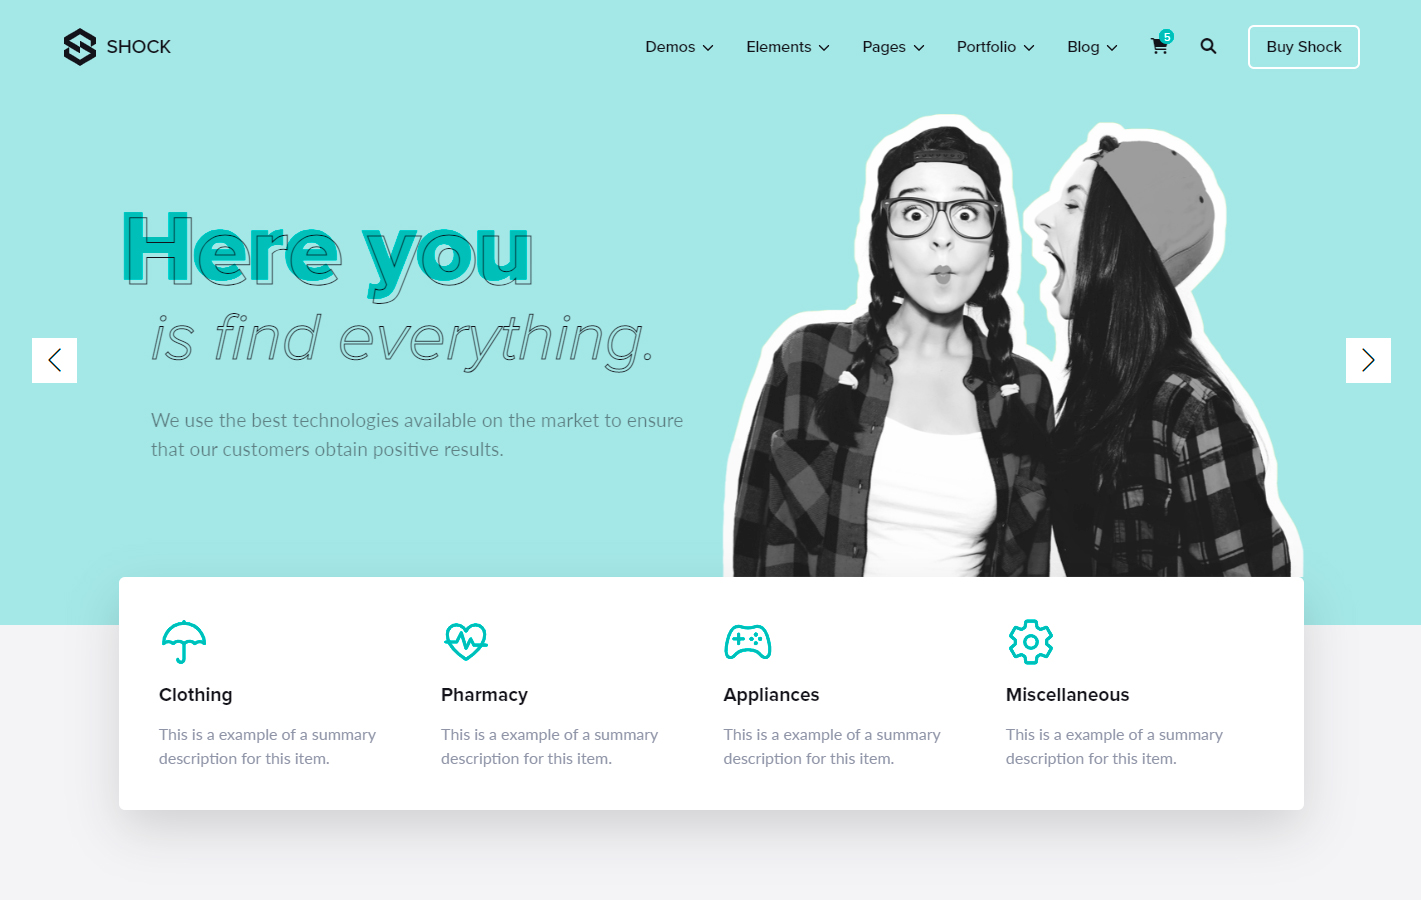 SHOCK
Demos
Elements
Pages
Portfolio
Blog
5
Buy Shock
Here you
is find everything.
We use the best technologies available on the market to ensure
that our customers obtain positive results.
Clothing
This is a example of a summary
description for this item.
Pharmacy
This is a example of a summary
description for this item.
Appliances
This is a example of a summary
description for this item.
Miscellaneous
This is a example of a summary
description for this item.